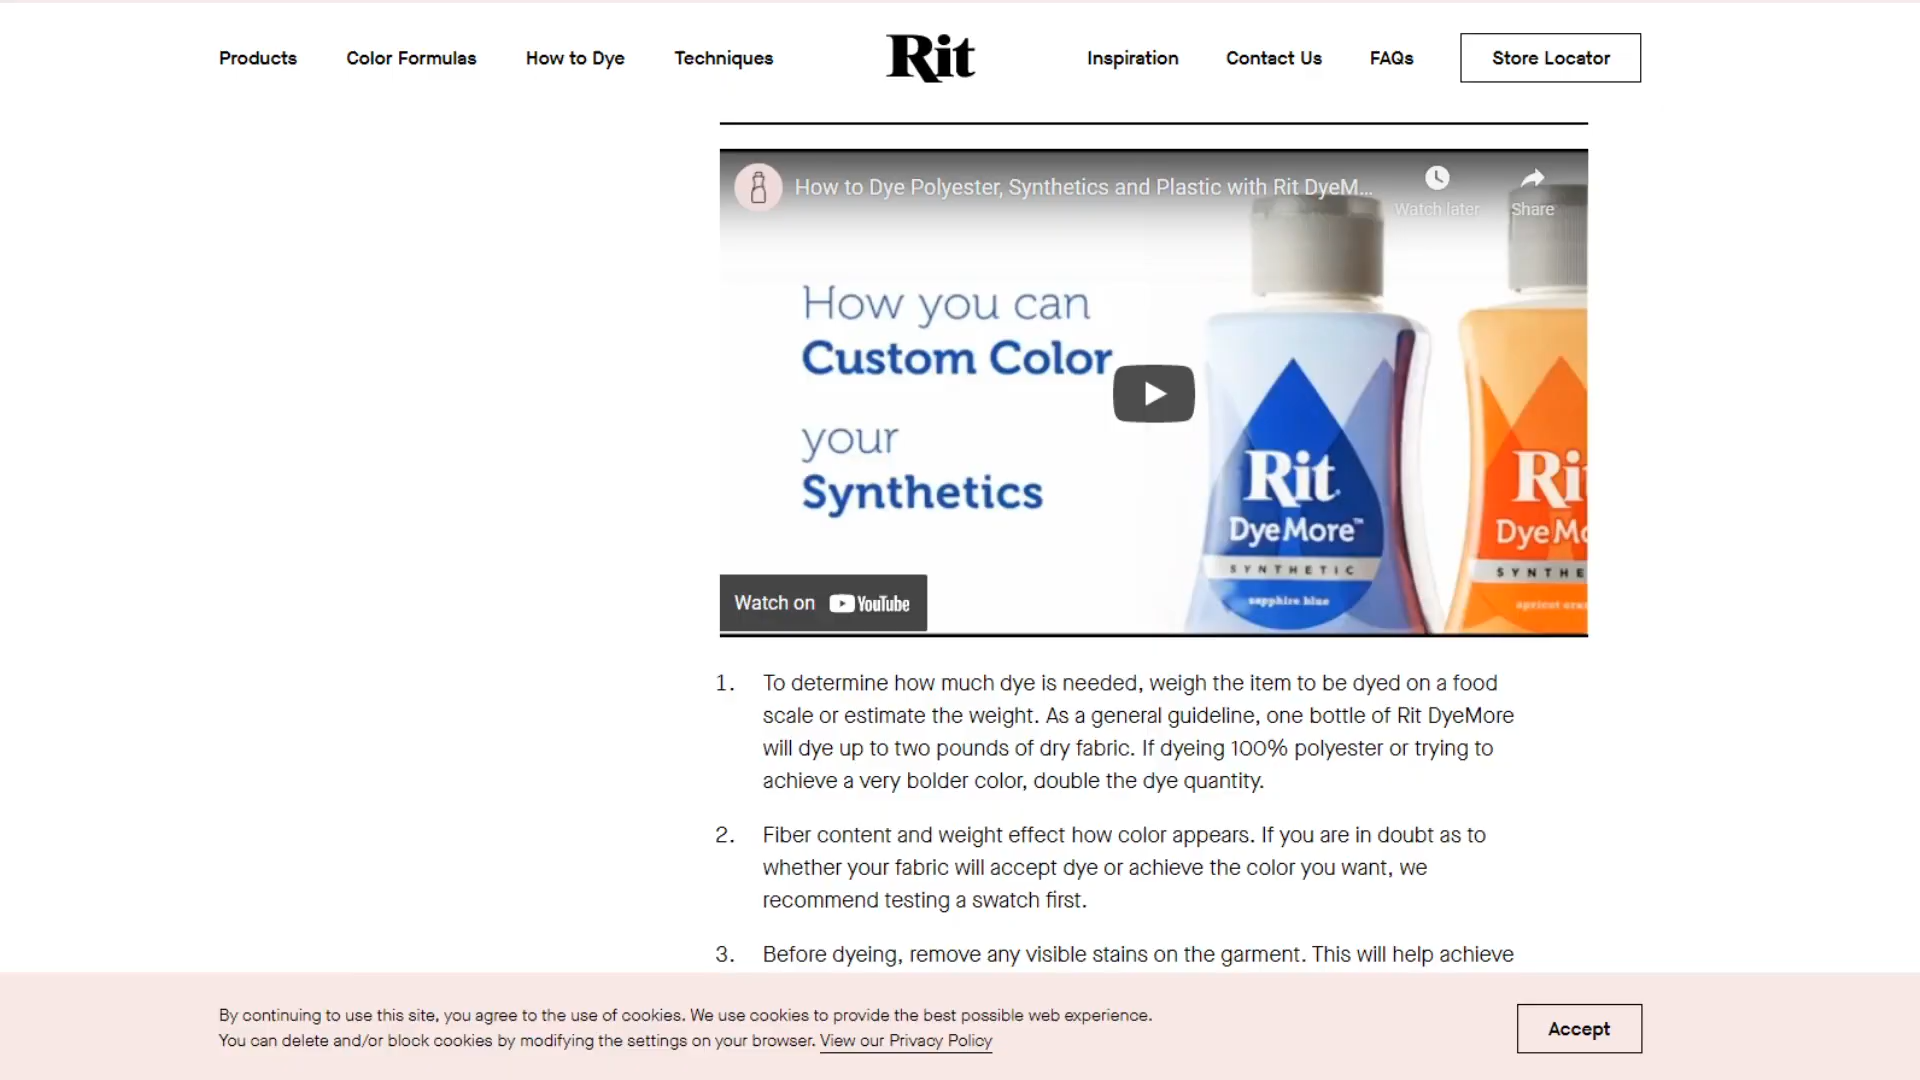 Products Color Formulas How to Dye Techniques Rit Inspiration Contact Us FAQs Store Locator
How to Dye Polyester, Synthetics and Plastic with Rit DyeM...
Watch later Share
How you can
Custom Color
your
Synthetics
Rit
DyeMore™
SYNTHETIC
sapphire blue
Watch on YouTube
1. To determine how much dye is needed, weigh the item to be dyed on a food
scale or estimate the weight. As a general guideline, one bottle of Rit DyeMore
will dye up to two pounds of dry fabric. If dyeing 100% polyester or trying to
achieve a very bolder color, double the dye quantity.
2. Fiber content and weight effect how color appears. If you are in doubt as to
whether your fabric will accept dye or achieve the color you want, we
recommend testing a swatch first.
3. Before dyeing, remove any visible stains on the garment. This will help achieve
By continuing to use this site, you agree to the use of cookies. We use cookies to provide the best possible web experience.
You can delete and/or block cookies by modifying the settings on your browser. View our Privacy Policy
Accept